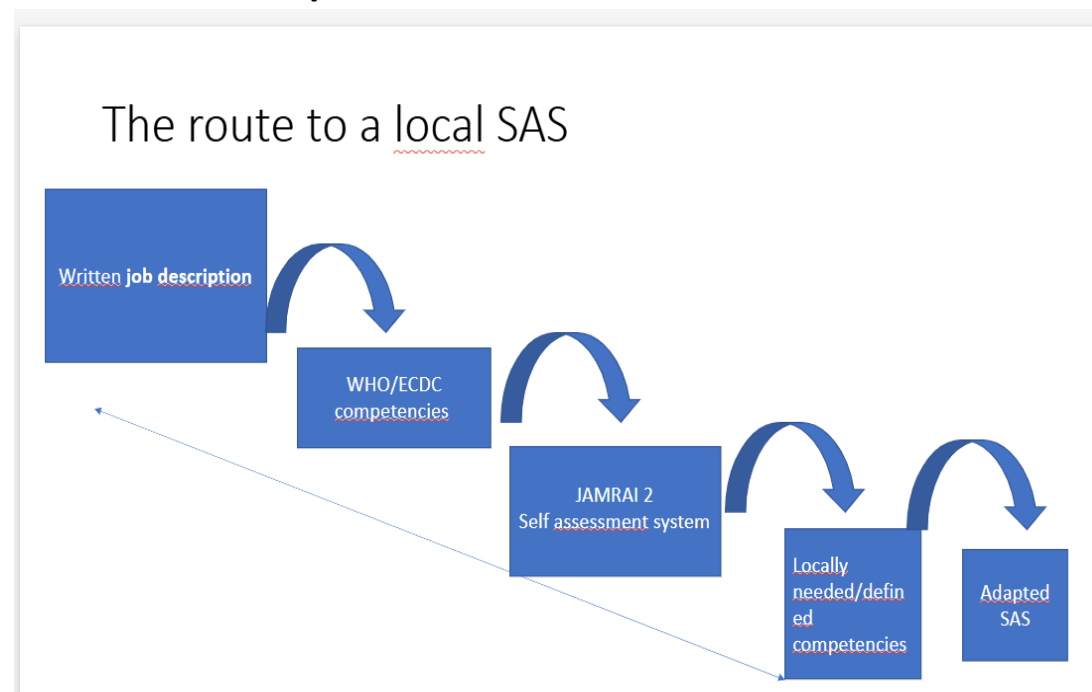 The route to a local SAS
Written job description
WHO/ECDC
competencies
JAMRAI 2
Self assessment system
Locally
needed/defin
ed
competencies
Adapted
SAS